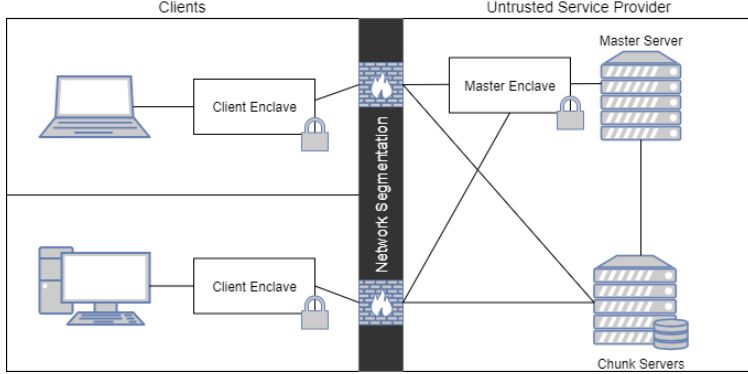 Clients
Untrusted Service Provider
Master Server
Client Enclave
Master Enclave
Network Segmentation
Client Enclave
Chunk Servers